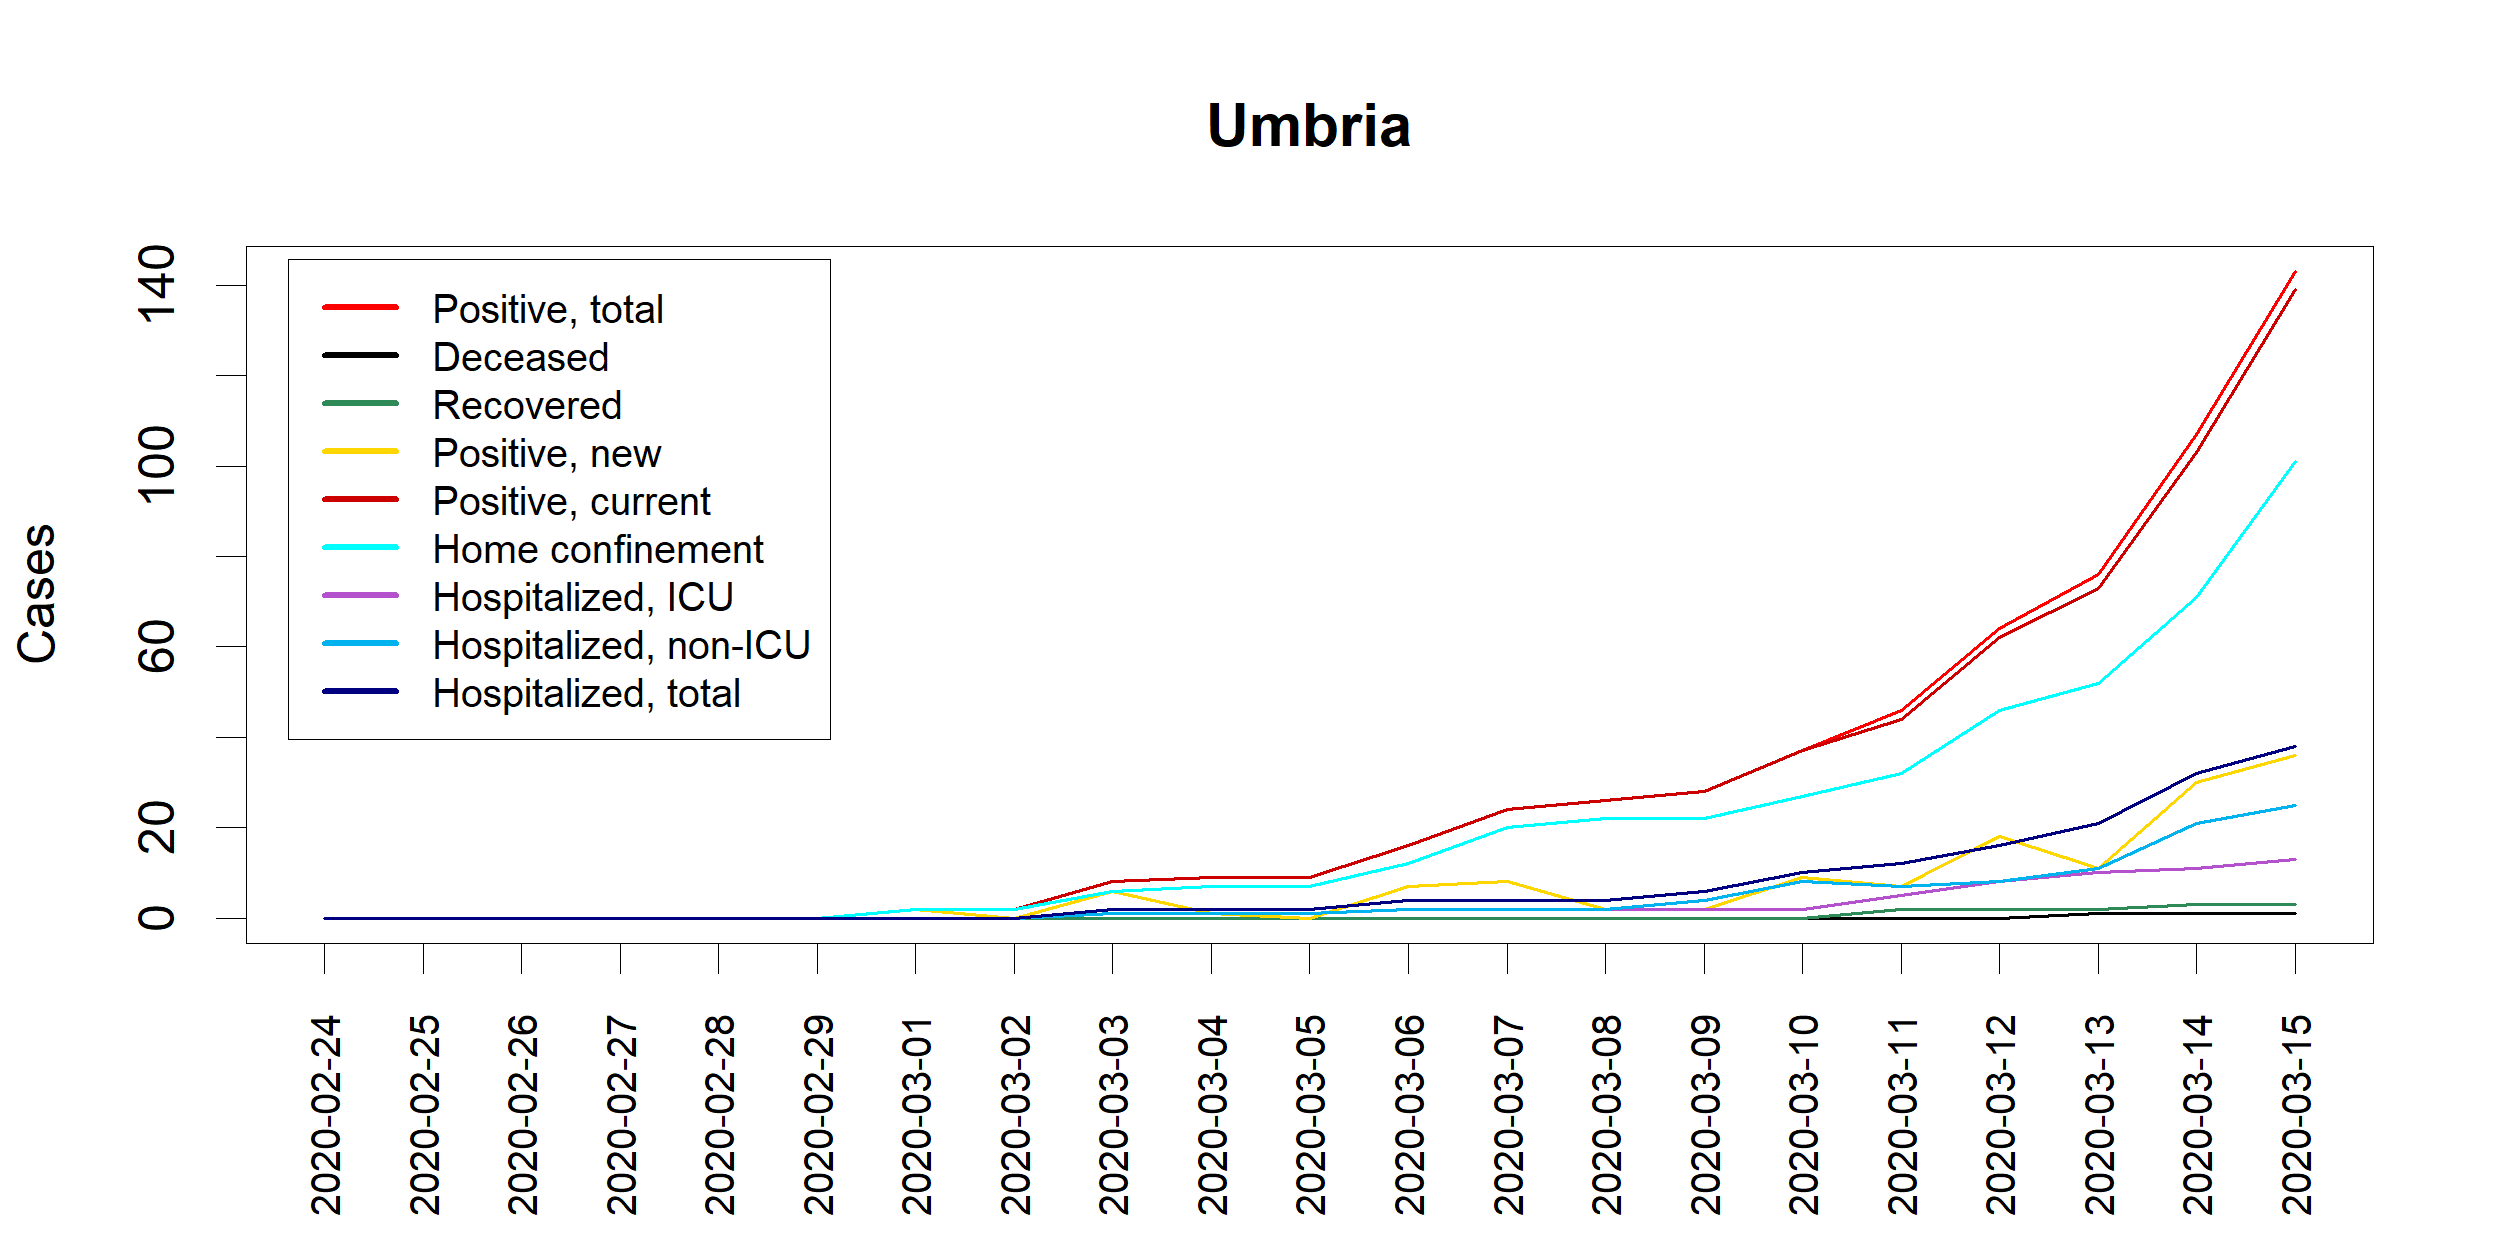 Umbria
Cases
140
100
60
20
0
Positive, total
Deceased
Recovered
Positive, new
Positive, current
Home confinement
Hospitalized, ICU
Hospitalized, non-ICU
Hospitalized, total
2020-02-24
2020-02-25
2020-02-26
2020-02-27
2020-02-28
2020-02-29
2020-03-01
2020-03-02
2020-03-03
2020-03-04
2020-03-05
2020-03-06
2020-03-07
2020-03-08
2020-03-09
2020-03-10
2020-03-11
2020-03-12
2020-03-13
2020-03-14
2020-03-15